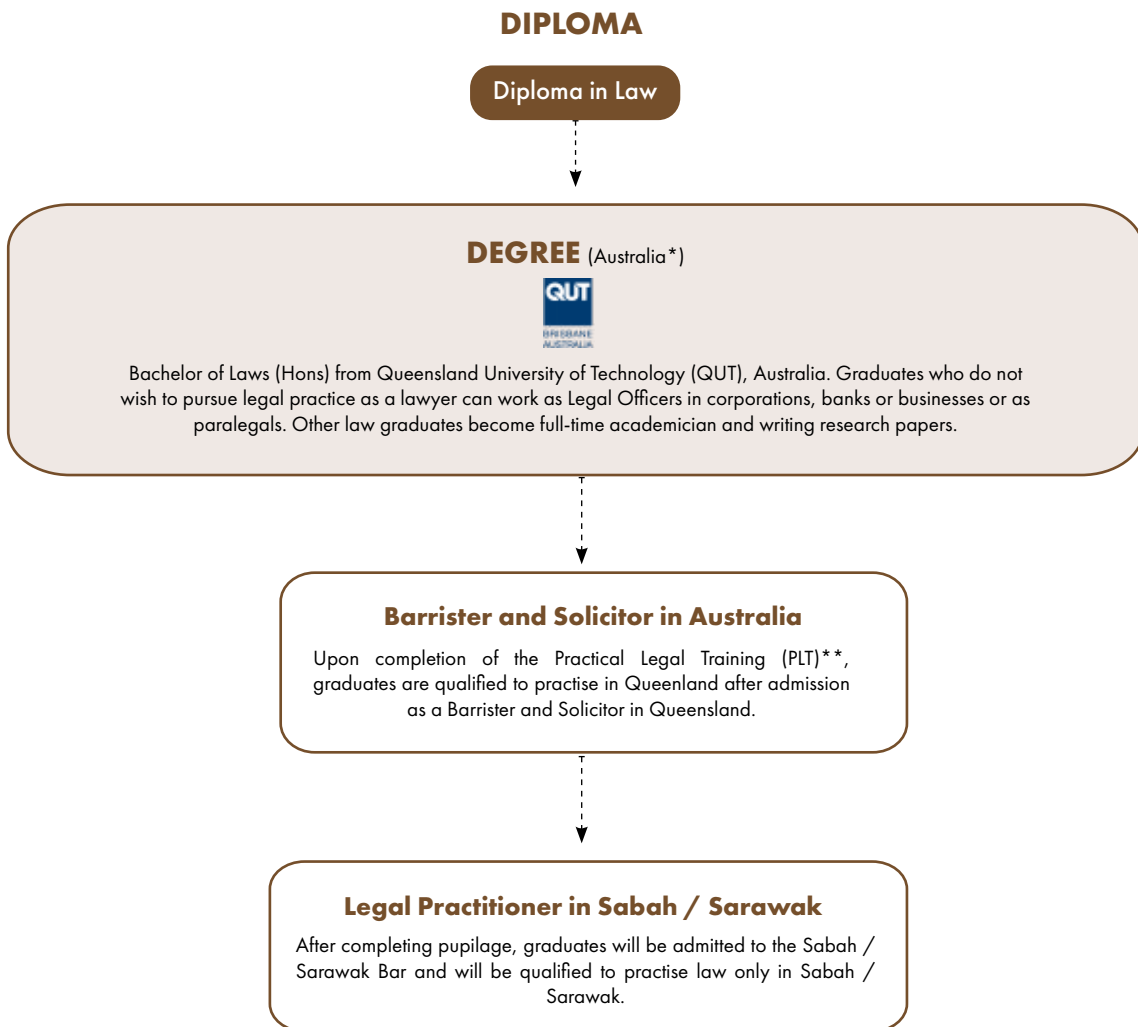 DIPLOMA
Diploma in Law
DEGREE (Australia*)
QUT
BRISBANE
AUSTRALIA
Bachelor of Laws (Hons) from Queensland University of Technology (QUT), Australia. Graduates who do not
wish to pursue legal practice as a lawyer can work as Legal Officers in corporations, banks or businesses or as
paralegals. Other law graduates become full-time academician and writing research papers.
Barrister and Solicitor in Australia
Upon completion of the Practical Legal Training (PLT)**,
graduates are qualified to practise in Queenland after admission
as a Barrister and Solicitor in Queensland.
Legal Practitioner in Sabah / Sarawak
After completing pupilage, graduates will be admitted to the Sabah /
Sarawak Bar and will be qualified to practise law only in Sabah /
Sarawak.